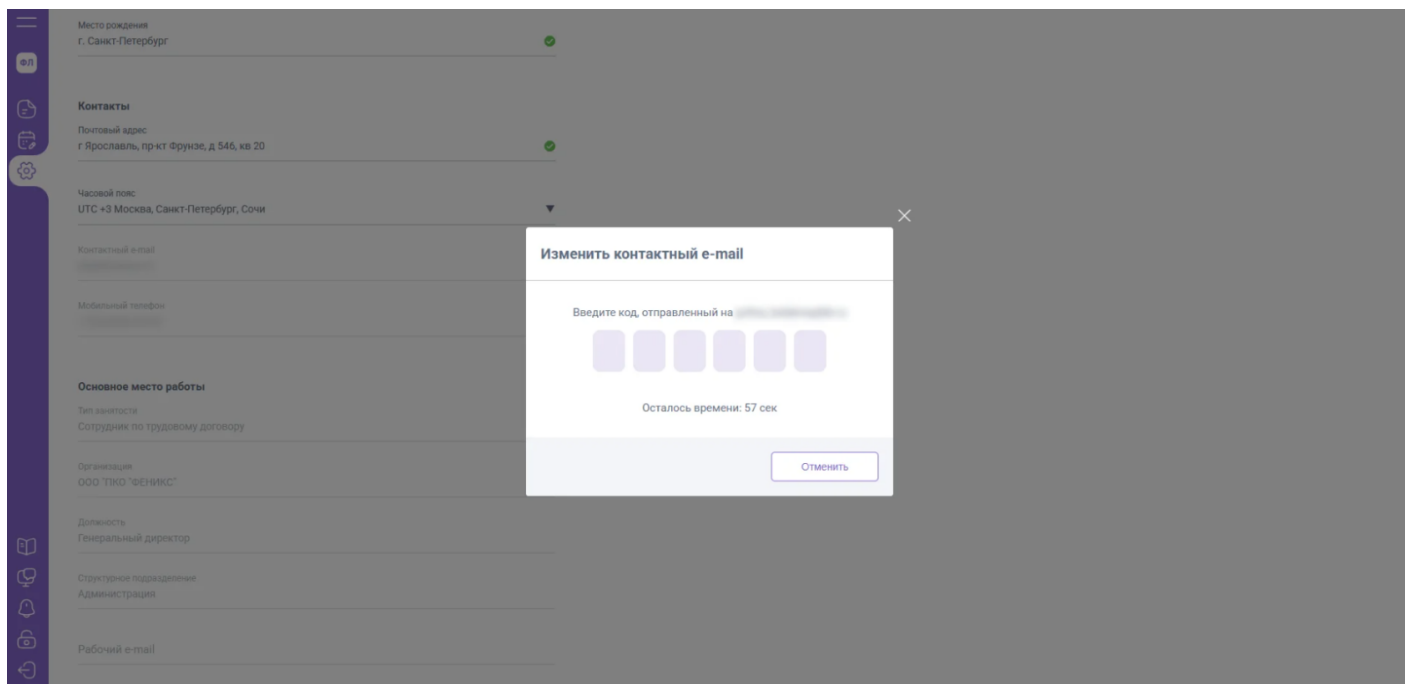 ФЛ
Место рождения
г. Санкт-Петербург
Контакты
Почтовый адрес
г Ярославль, пр-кт Фрунзе, д 546, кв 20
Часовой пояс
UTC +3 Москва, Санкт-Петербург, Сочи
Контактный e-mail
Мобильный телефон
Основное место работы
Тип занятости
Сотрудник по трудовому договору
Организация
ООО "ПКО "ФЕНИКС"
Должность
Генеральный директор
Структурное подразделение
Администрация
Рабочий e-mail
Изменить контактный e-mail
Введите код, отправленный на
Осталось времени: 57 сек
Отменить